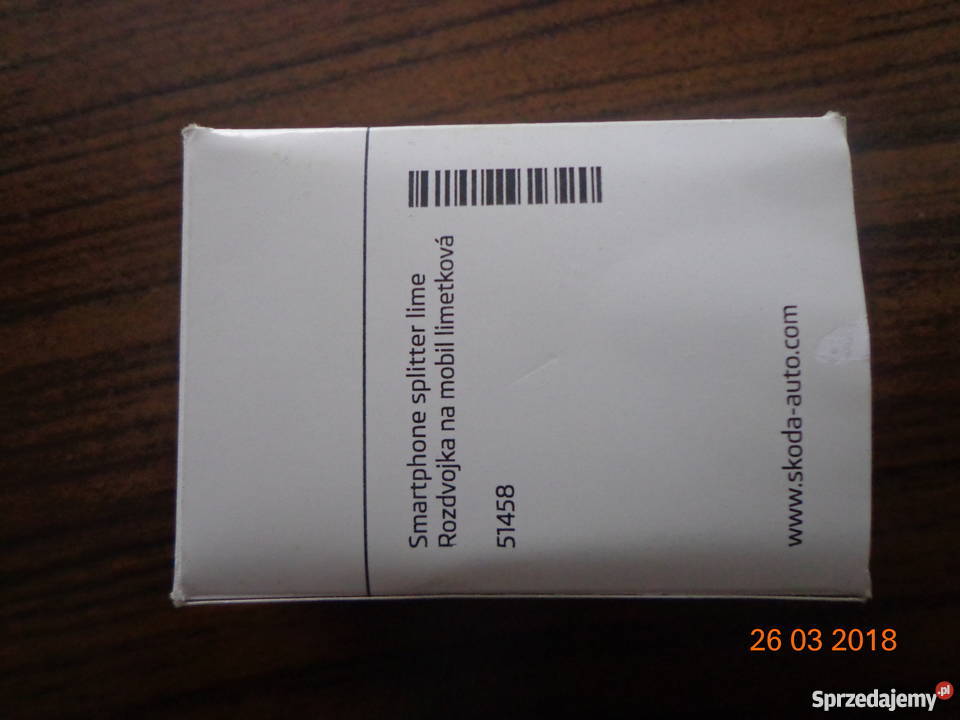 Smartphone splitter lime
Rozdvojka na mobil limetková
51458
www.skoda-auto.com
26 03 2018
Sprzedajemy.pl